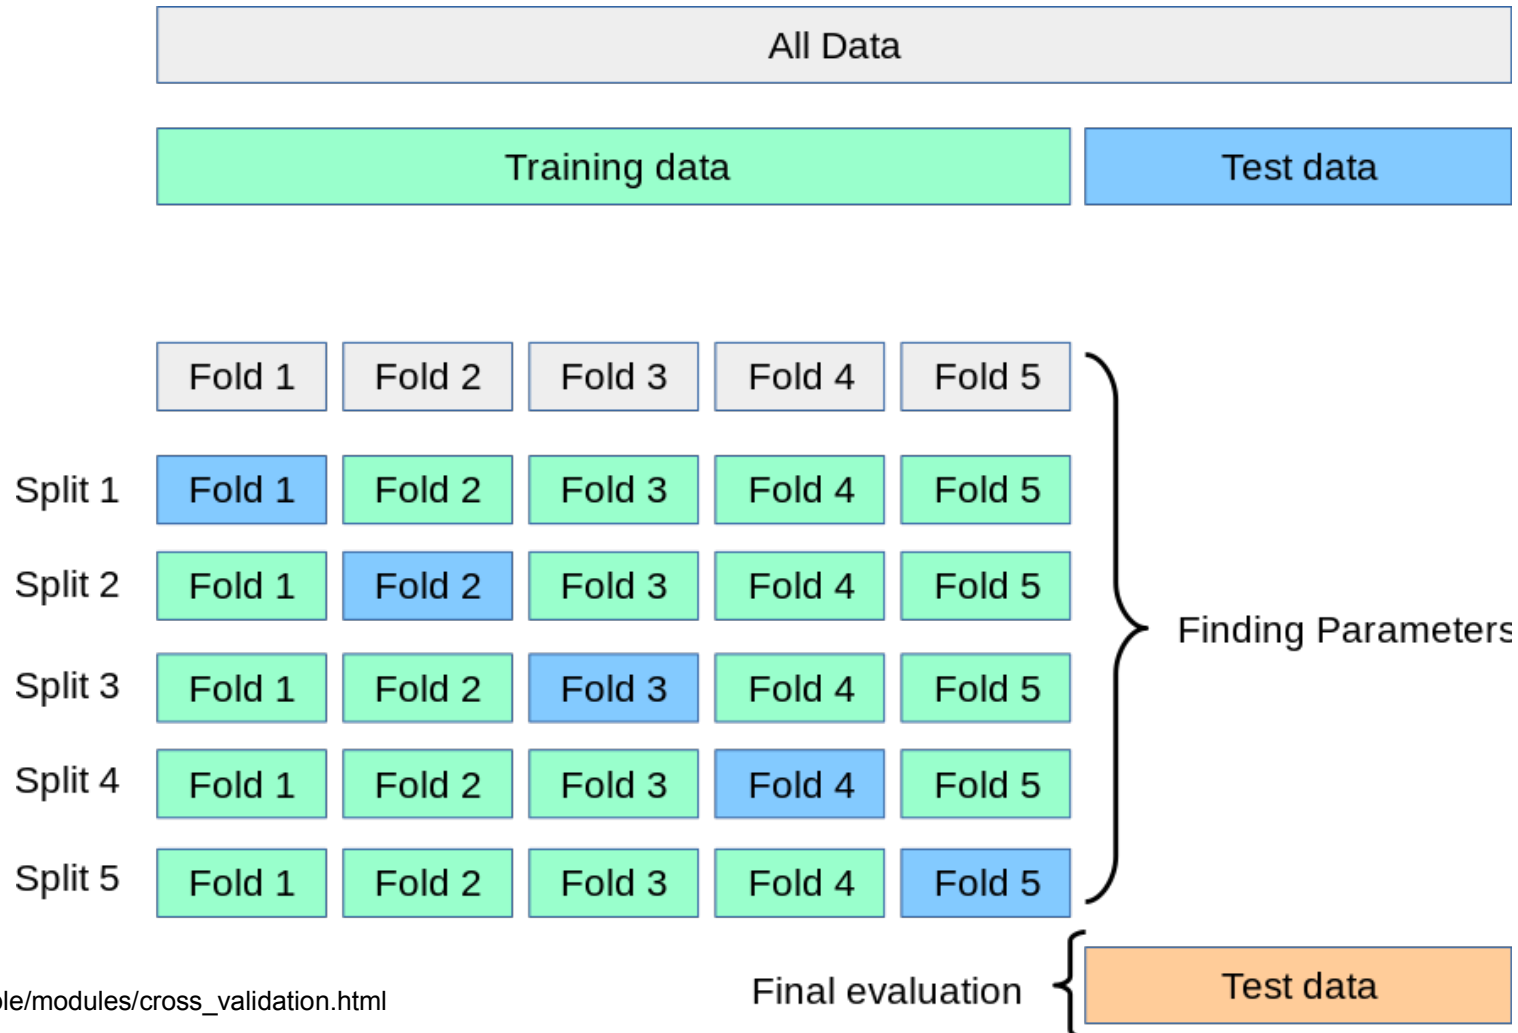 All Data
Training data Test data
Fold 1 Fold 2 Fold 3 Fold 4 Fold 5
Split 1 Fold 1 Fold 2 Fold 3 Fold 4 Fold 5
Split 2 Fold 1 Fold 2 Fold 3 Fold 4 Fold 5
Finding Parameters
Split 3 Fold 1 Fold 2 Fold 3 Fold 4 Fold 5
Split 4 Fold 1 Fold 2 Fold 3 Fold 4 Fold 5
Split 5 Fold 1 Fold 2 Fold 3 Fold 4 Fold 5
Final evaluation Test data
ble/modules/cross_validation.html